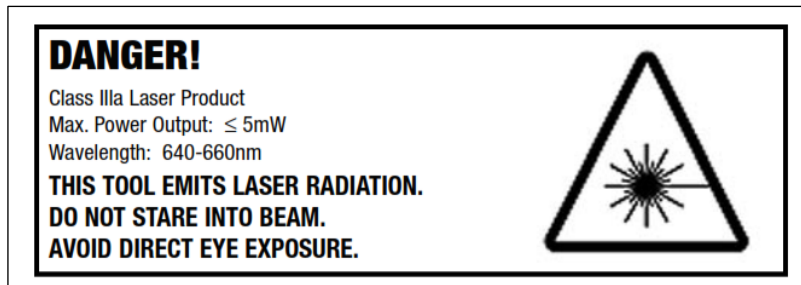 DANGER!
Class IIIa Laser Product
Max. Power Output: ≤ 5mW
Wavelength: 640-660nm
THIS TOOL EMITS LASER RADIATION.
DO NOT STARE INTO BEAM.
AVOID DIRECT EYE EXPOSURE.